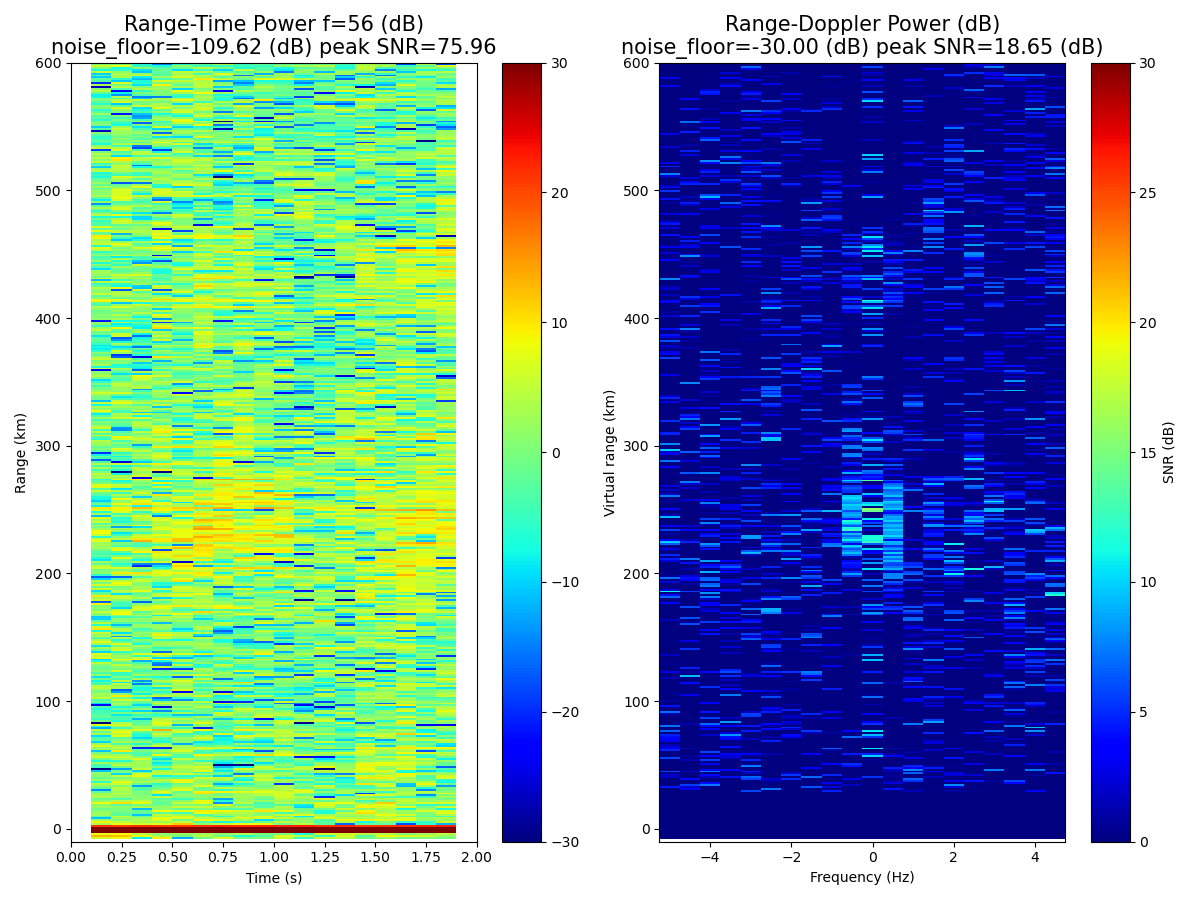 Range-Time Power f=56 (dB)
noise_floor=-109.62 (dB) peak SNR=75.96
Range-Doppler Power (dB)
noise_floor=-30.00 (dB) peak SNR=18.65 (dB)
600
500
400
300
200
100
0
Range (km)
0.00 0.25 0.50 0.75 1.00 1.25 1.50 1.75 2.00
Time (s)
30
20
10
0
−10
−20
−30
600
500
400
300
200
100
0
Virtual range (km)
−4 −2 0 2 4
Frequency (Hz)
30
25
20
15
10
5
0
SNR (dB)